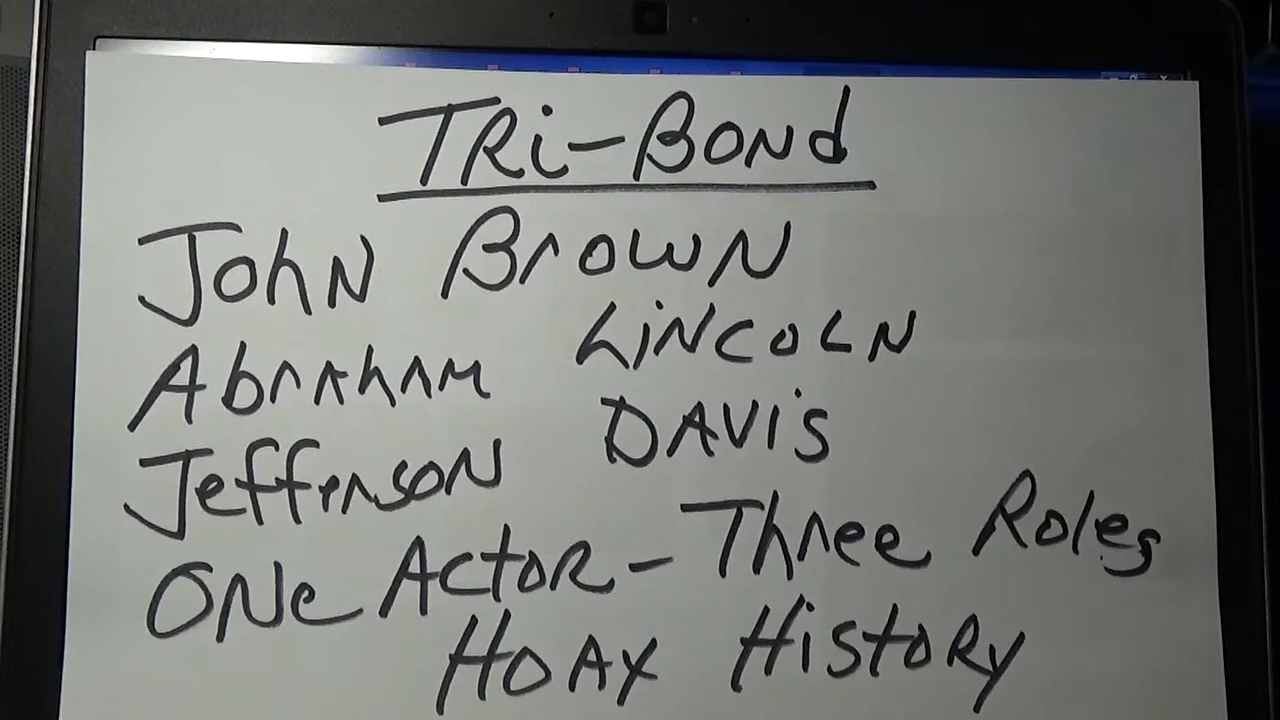 TRi-BONd
JohN BROWN
AbRAhAM LiNCOLN
JeffeRSON DAViS
ONe ACtOR - ThRee Roles
HOAX HiStORy